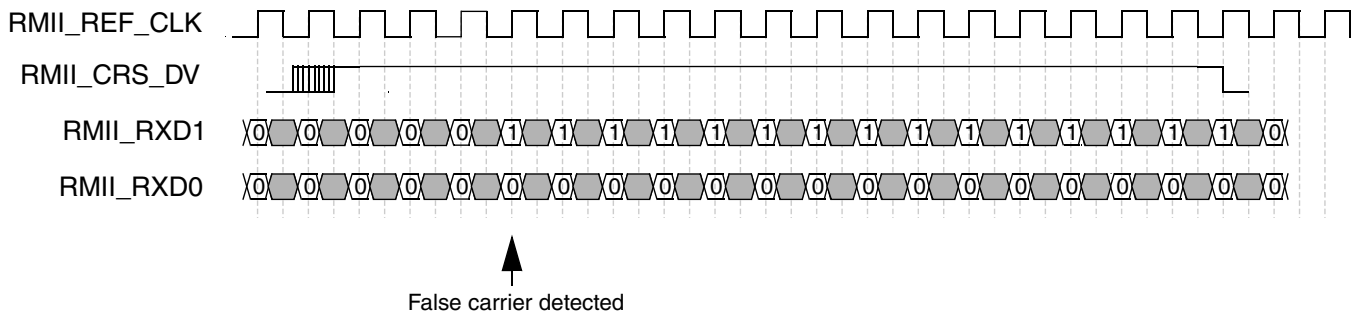 RMII_REF_CLK
RMII_CRS_DV
RMII_RXD1 0 0 0 0 0 1 1 1 1 1 1 1 1 1 1 1 1 1 1 1 0
RMII_RXD0 0 0 0 0 0 0 0 0 0 0 0 0 0 0 0 0 0 0 0 0 0
False carrier detected